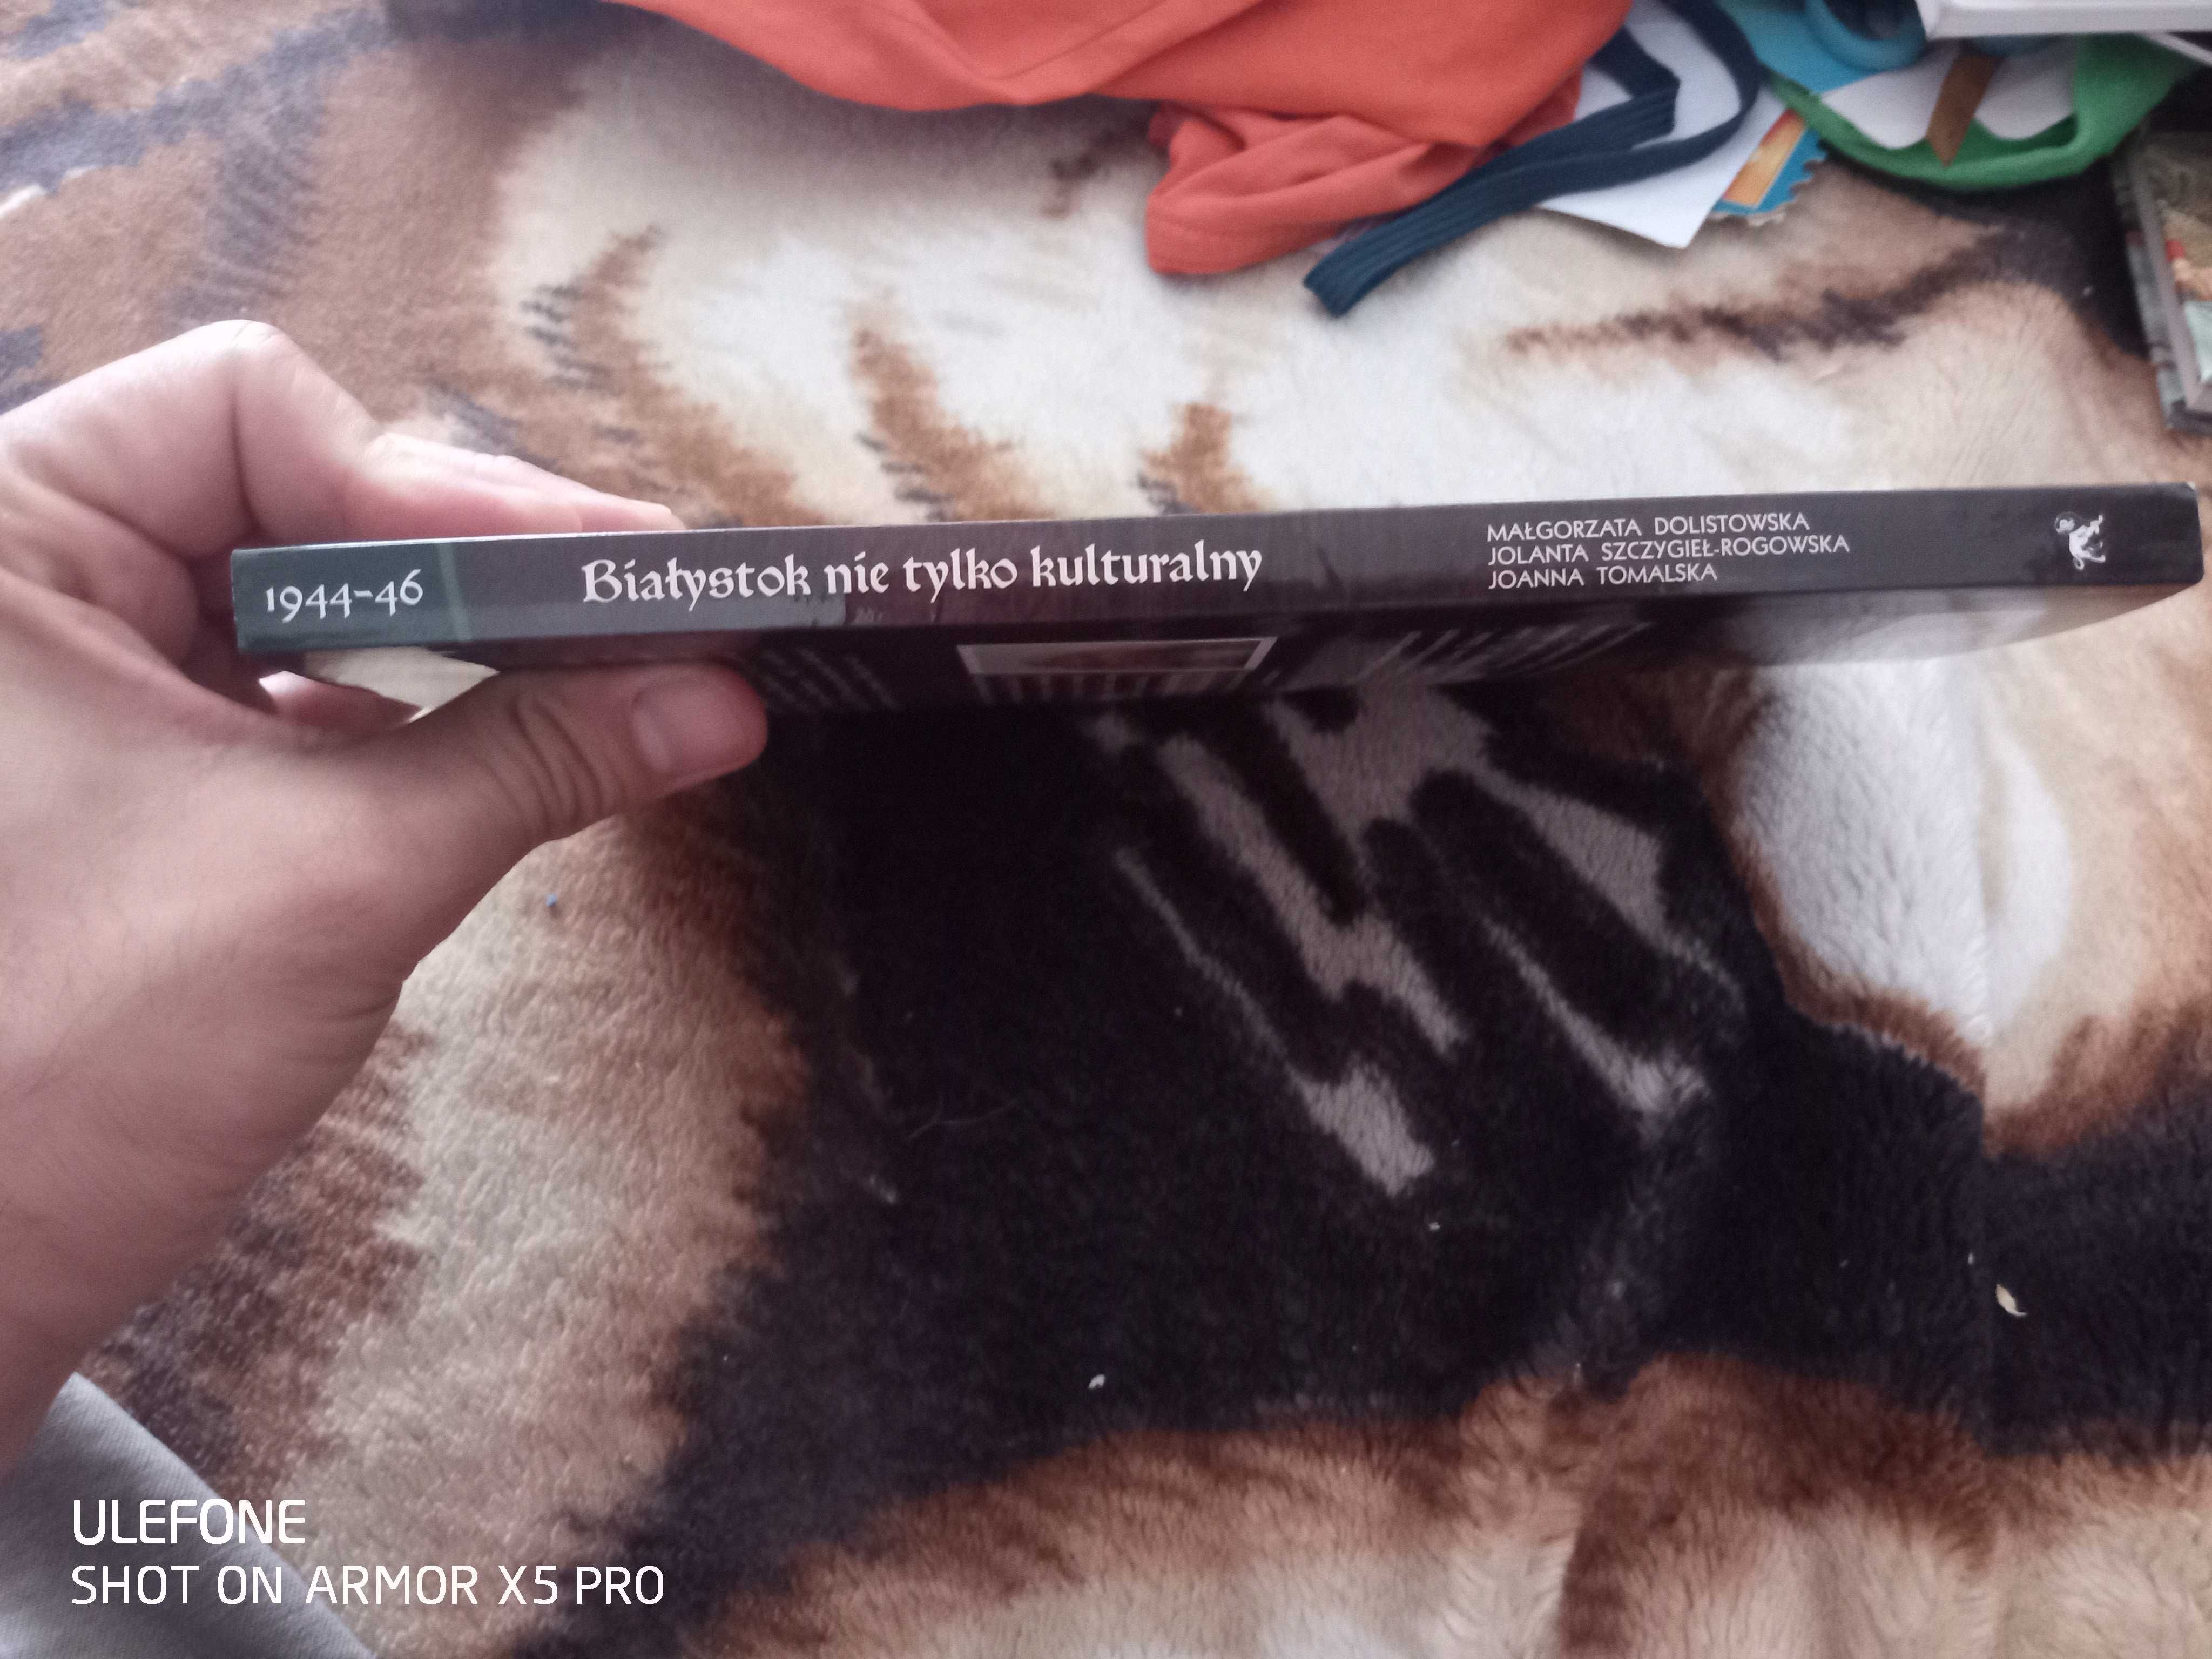 1944-46
Białystok nie tylko kulturalny
MAŁGORZATA DOLISTOWSKA
JOLANTA SZCZYGIEŁ-ROGOWSKA
JOANNA TOMALSKA
ULEFONE
SHOT ON ARMOR X5 PRO